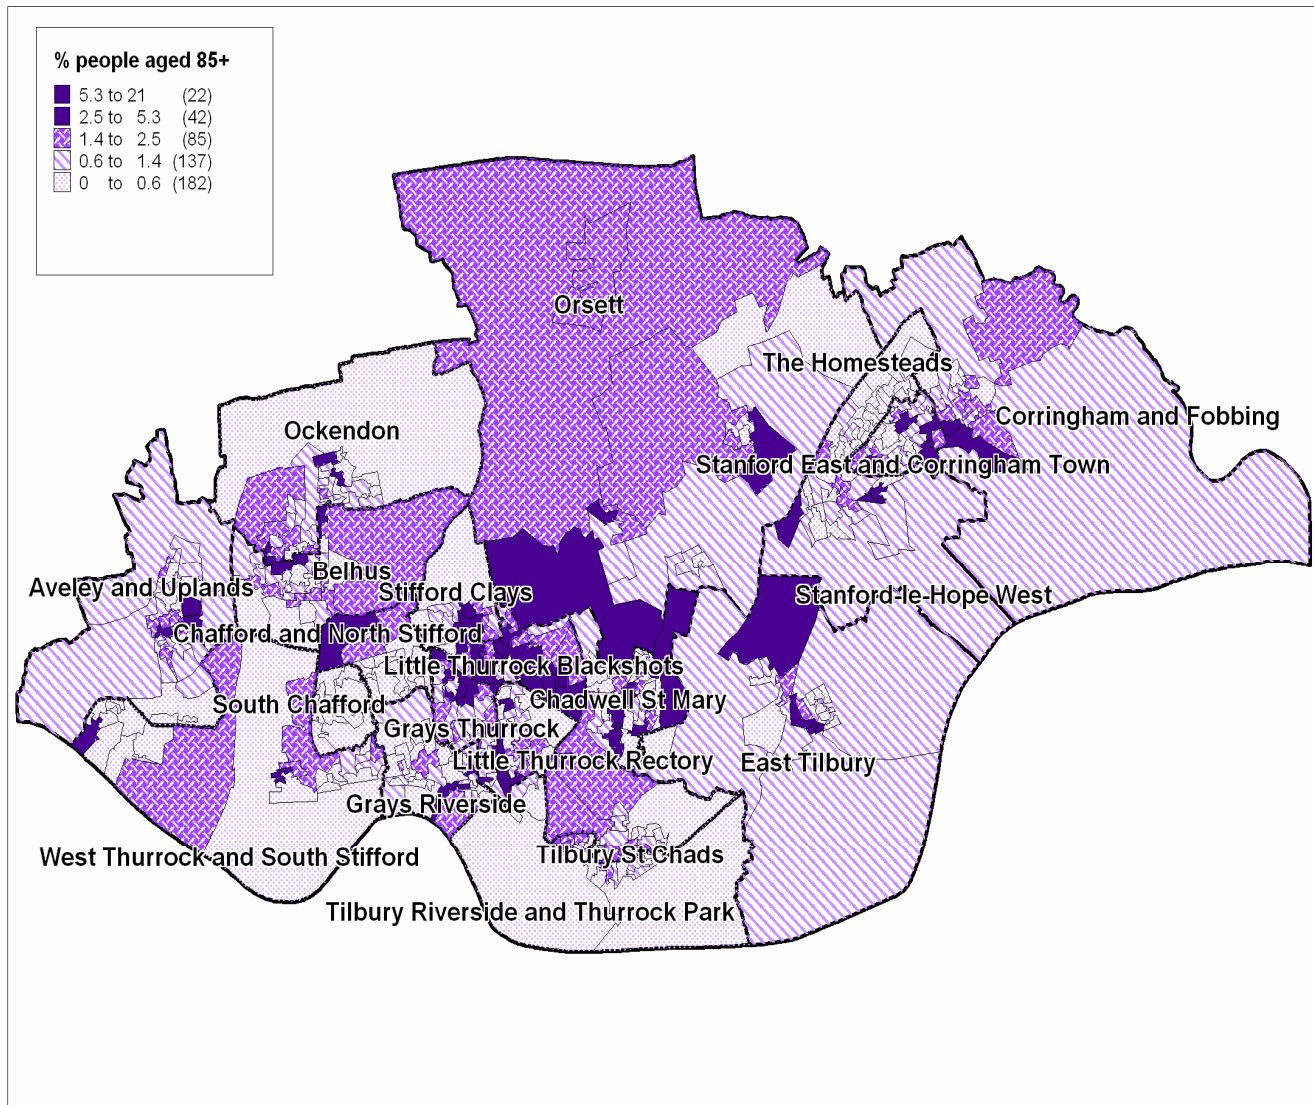 % people aged 85+
5.3 to 21 (22)
2.5 to 5.3 (42)
1.4 to 2.5 (85)
0.6 to 1.4 (137)
0 to 0.6 (182)
Orsett
The Homesteads
Corringham and Fobbing
Ockendon
Stanford East and Corringham Town
Belhus
Aveley and Uplands
Stifford Clays
Stanford-le-Hope West
Chafford and North Stifford
Little Thurrock Blackshots
South Chafford
Chadwell St Mary
Grays Thurrock
Little Thurrock Rectory
East Tilbury
Grays Riverside
West Thurrock and South Stifford
Tilbury St Chads
Tilbury Riverside and Thurrock Park